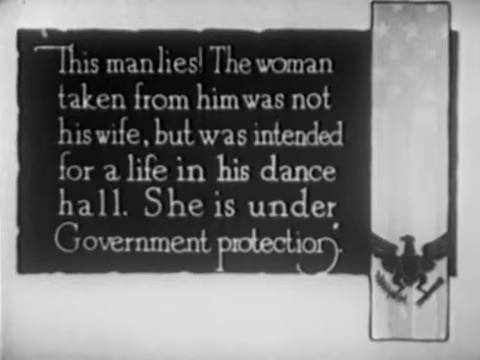 This man lies! The woman
taken from him was not
his wife, but was intended
for a life in his dance
hall. She is under
Government protection".